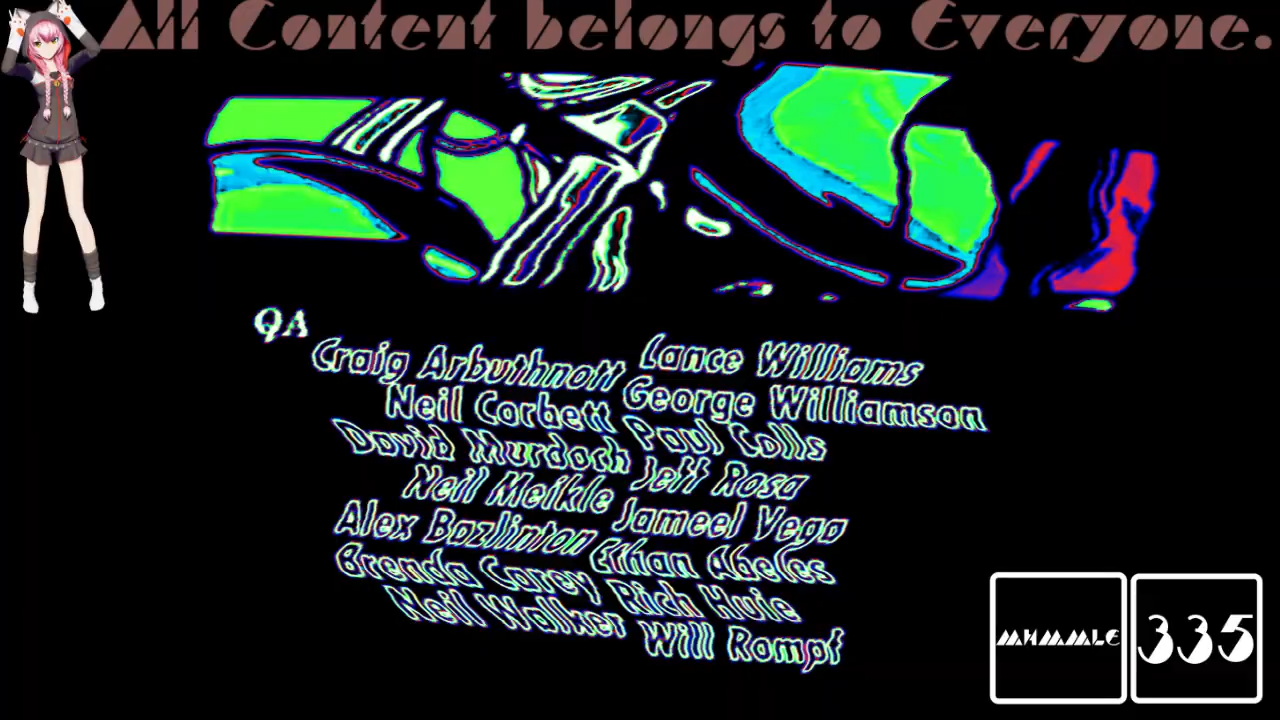 All Content belongs to Everyone.
QA
Craig Arbuthnott Lance Williams
Neil Corbett George Williamson
David Murdoch Paul Colls
Neil Meikle Jeff Rosa
Alex Bazlinton Jameel Vega
Brenda Carey Ethan Abeles
Neil Walker Rich Huie
Will Rompf
MHMMLE 335